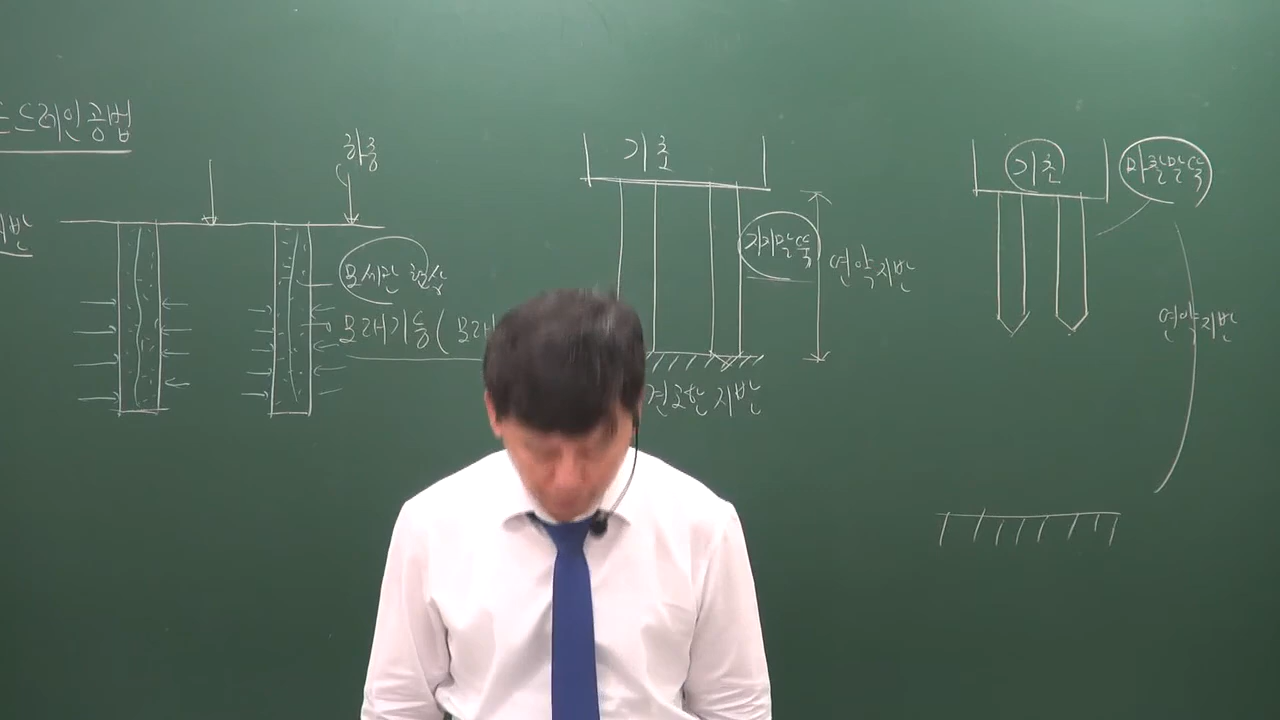 드레인공법
하중
모세관 현상
모래기둥(모래
기초
지지말뚝
연약지반
견고한 지반
기초
마찰말뚝
연약지반